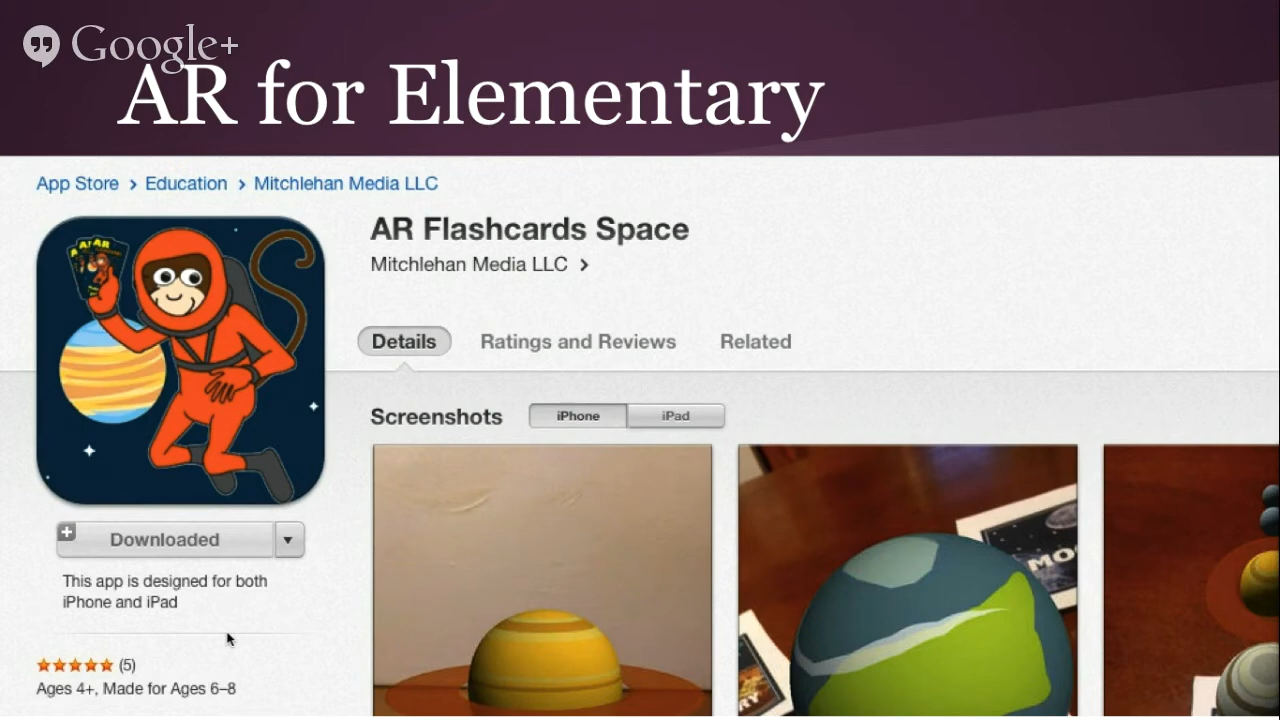 Google+
AR for Elementary
App Store > Education > Mitchlehan Media LLC
AR Flashcards Space
Mitchlehan Media LLC >
Details Ratings and Reviews Related
Screenshots iPhone iPad
Downloaded
This app is designed for both
iPhone and iPad
(5)
Ages 4+, Made for Ages 6–8